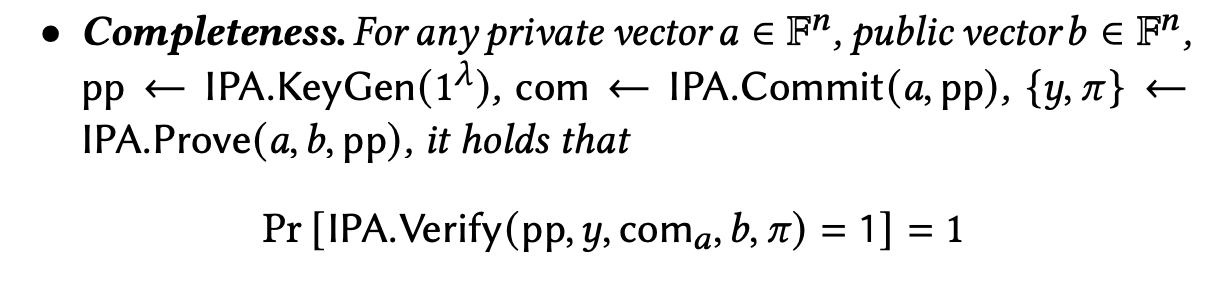 • Completeness. For any private vector a ∈ 𝔽ⁿ, public vector b ∈ 𝔽ⁿ,
pp ← IPA.KeyGen(1^λ), com ← IPA.Commit(a, pp), {y, π} ←
IPA.Prove(a, b, pp), it holds that
Pr [IPA.Verify(pp, y, comₐ, b, π) = 1] = 1